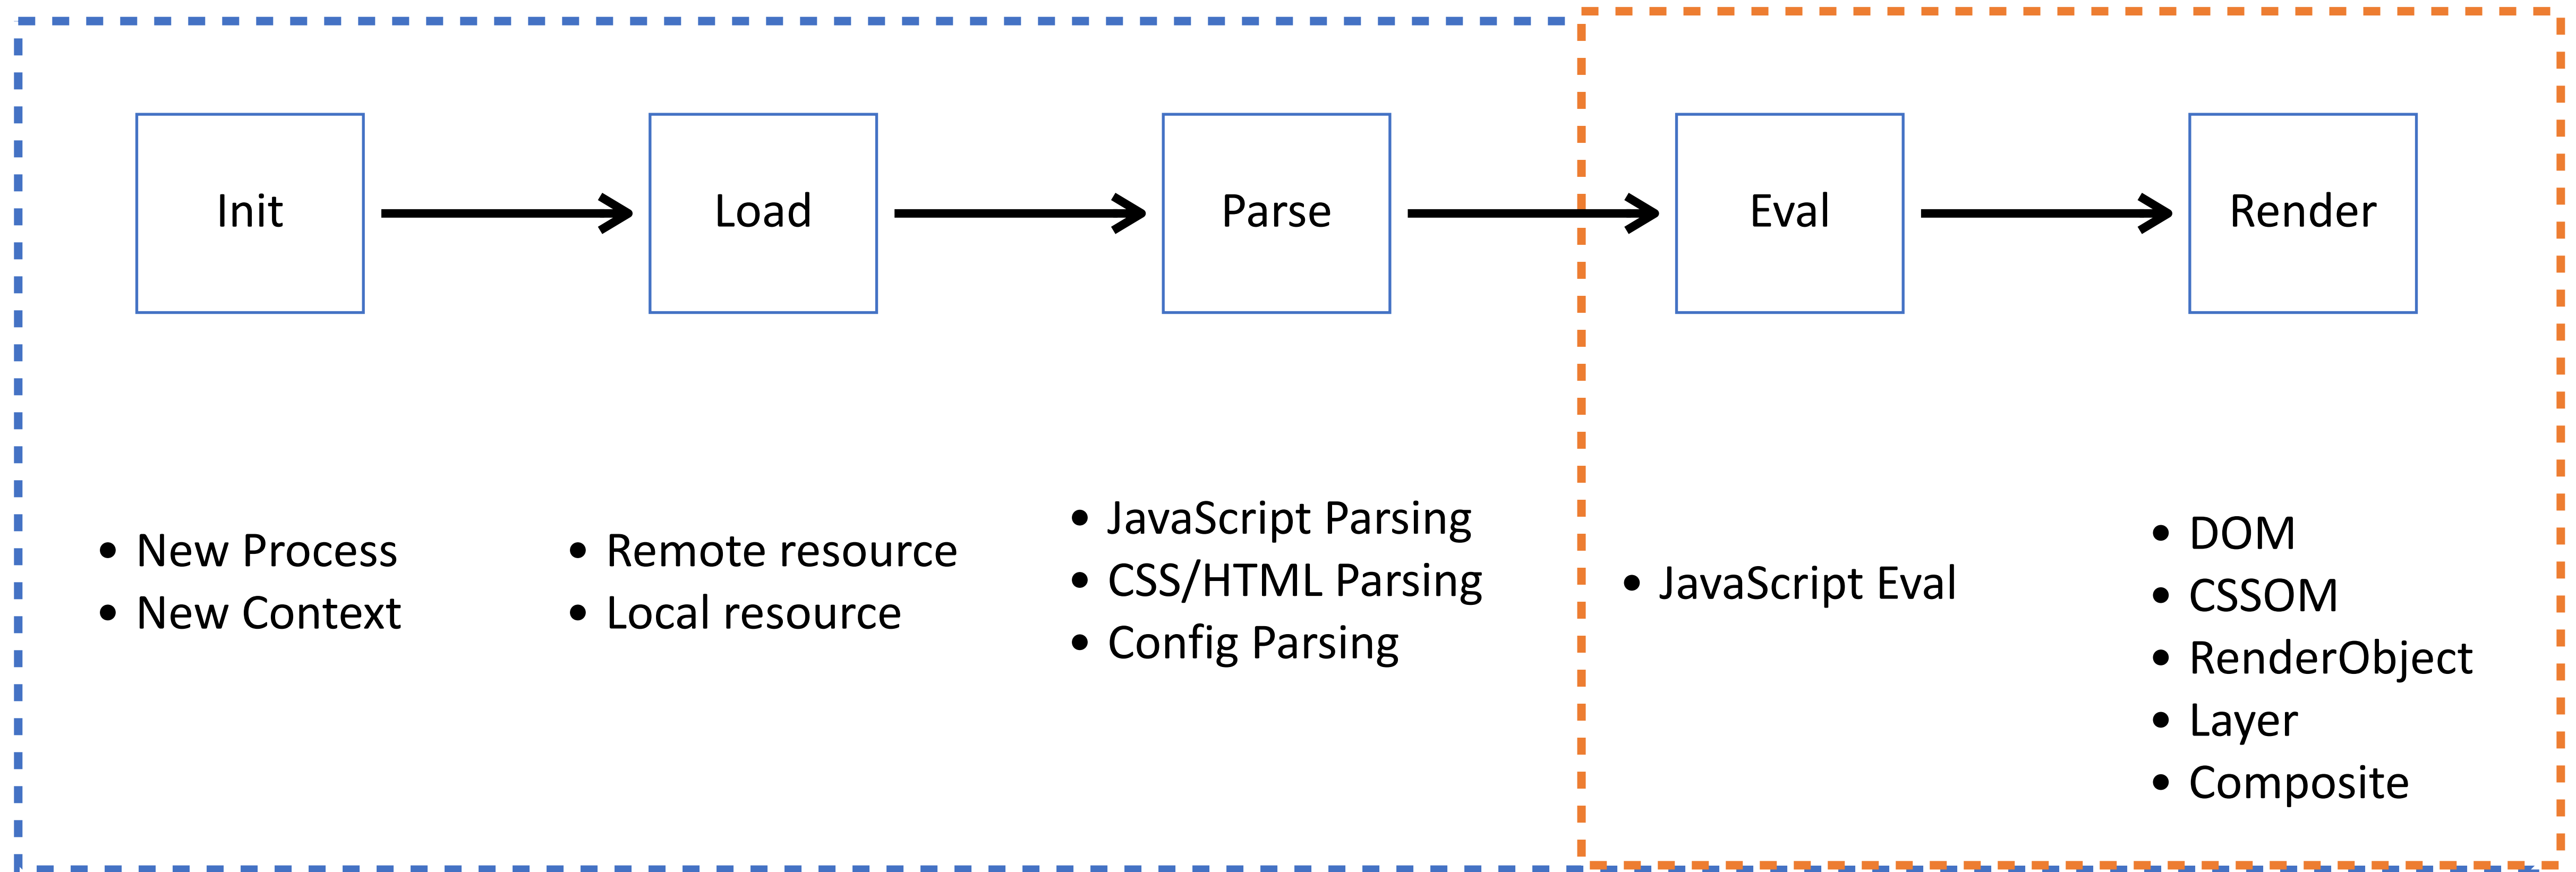 Init
Load
Parse
Eval
Render
• New Process
• New Context
• Remote resource
• Local resource
• JavaScript Parsing
• CSS/HTML Parsing
• Config Parsing
• JavaScript Eval
• DOM
• CSSOM
• RenderObject
• Layer
• Composite